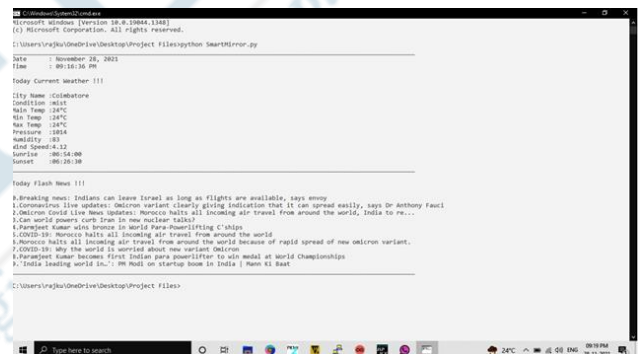 C:\Windows\System32\cmd.exe
Microsoft Windows [Version 10.0.19044.1348]
(c) Microsoft Corporation. All rights reserved.
C:\Users\rajku\OneDrive\Desktop\Project Files>python SmartMirror.py
Date : November 28, 2021
Time : 09:16:36 PM
Today Current Weather !!!
City Name :Coimbatore
Condition :mist
Main Temp :24°C
Min Temp :24°C
Max Temp :24°C
Pressure :1014
Humidity :83
Wind Speed:4.12
Sunrise :06:54:00
Sunset :06:26:30
Today Flash News !!!
0.Breaking news: Indians can leave Israel as long as flights are available, says envoy
1.Coronavirus live updates: Omicron variant clearly giving indication that it can spread easily, says Dr Anthony Fauci
2.Omicron Covid Live News Updates: Morocco halts all incoming air travel from around the world, India to re...
3.Can world powers curb Iran in new nuclear talks?
4.Parmjeet Kumar wins bronze in World Para-Powerlifting C'ships
5.COVID-19: Morocco halts all incoming air travel from around the world
6.Morocco halts all incoming air travel from around the world because of rapid spread of new omicron variant.
7.COVID-19: Why the world is worried about new variant Omicron
8.Paramjeet Kumar becomes first Indian para powerlifter to win medal at World Championships
9.'India leading world in…': PM Modi on startup boom in India | Mann Ki Baat
C:\Users\rajku\OneDrive\Desktop\Project Files>
Type here to search
24°C
ENG
09:19 PM